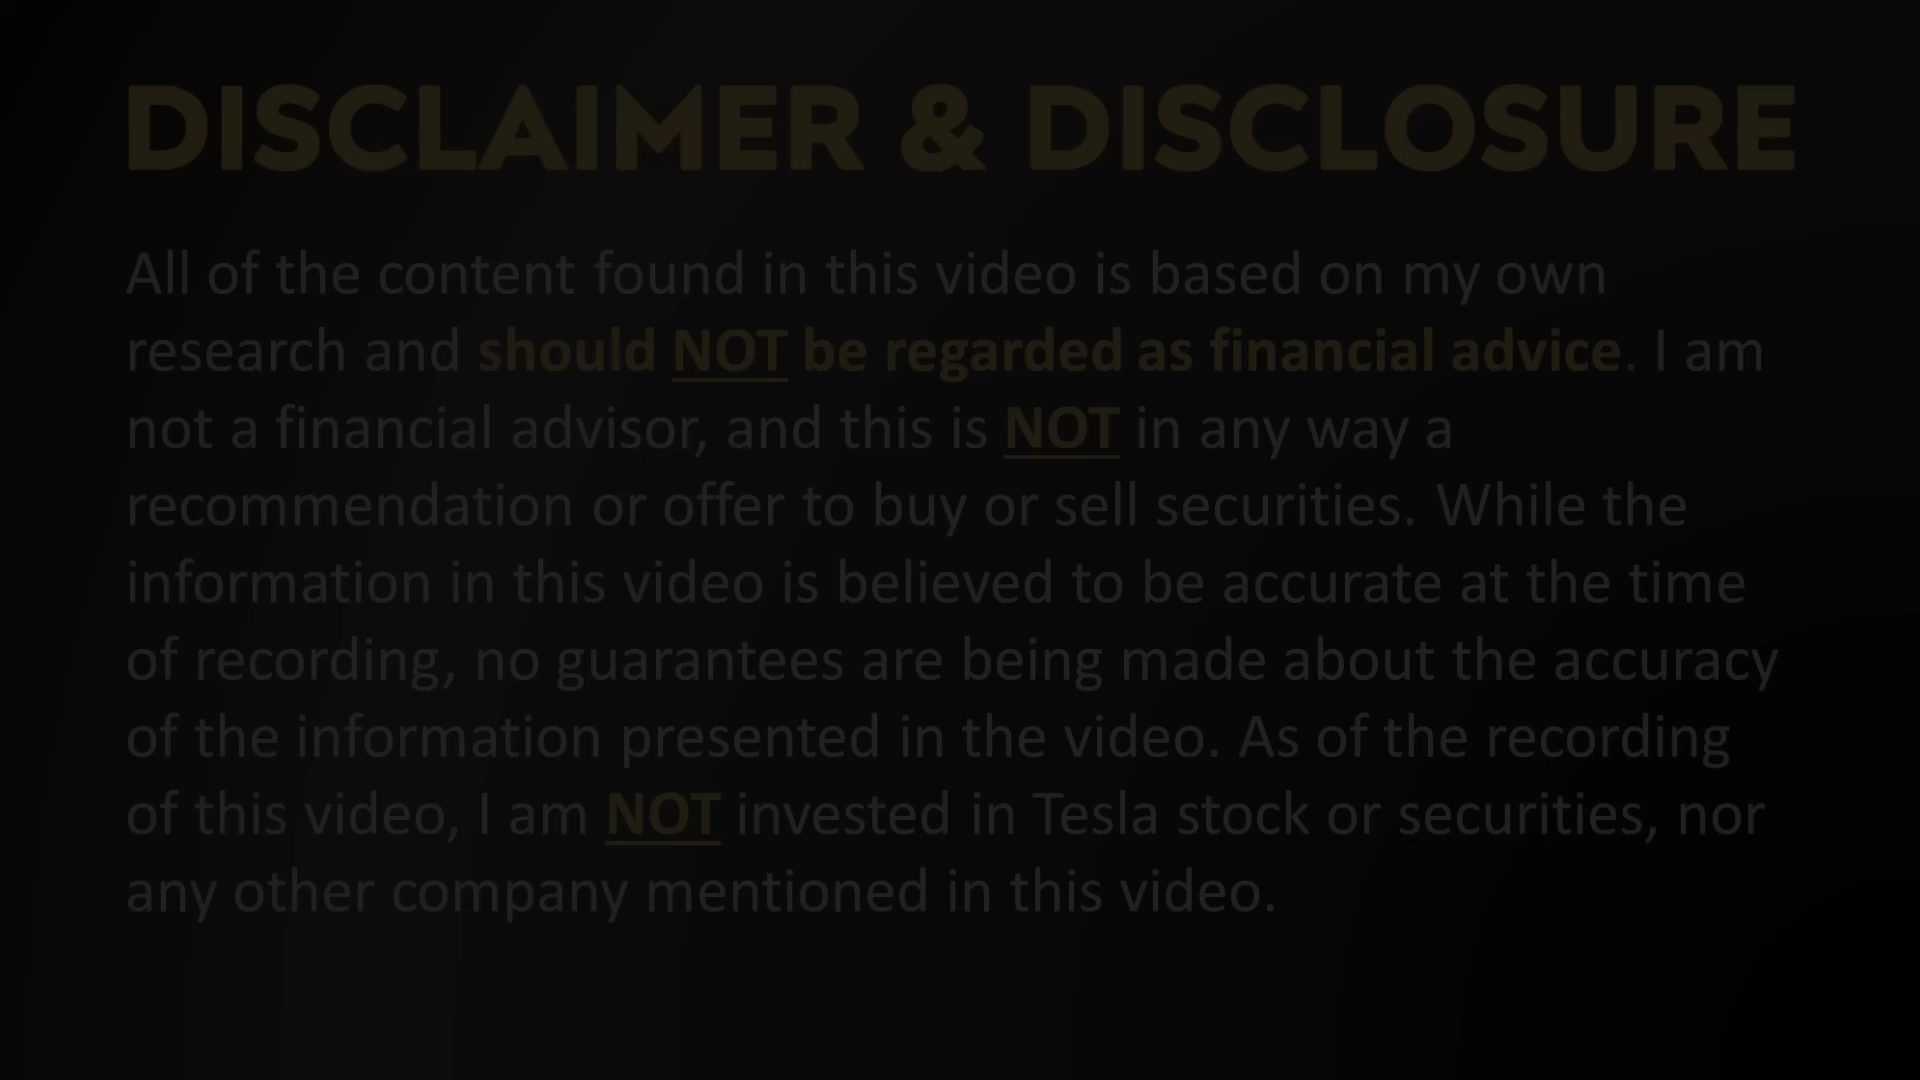 DISCLAIMER & DISCLOSURE
All of the content found in this video is based on my own
research and should NOT be regarded as financial advice. I am
not a financial advisor, and this is NOT in any way a
recommendation or offer to buy or sell securities. While the
information in this video is believed to be accurate at the time
of recording, no guarantees are being made about the accuracy
of the information presented in the video. As of the recording
of this video, I am NOT invested in Tesla stock or securities, nor
any other company mentioned in this video.